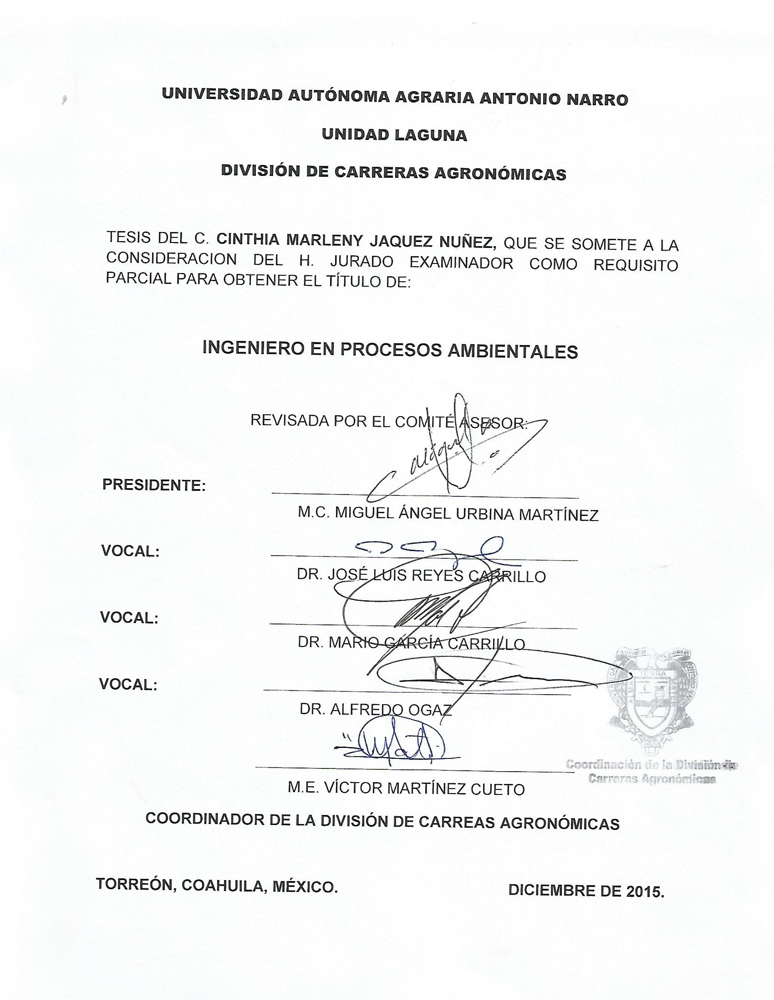 UNIVERSIDAD AUTÓNOMA AGRARIA ANTONIO NARRO
UNIDAD LAGUNA
DIVISIÓN DE CARRERAS AGRONÓMICAS
TESIS DEL C. CINTHIA MARLENY JAQUEZ NUÑEZ, QUE SE SOMETE A LA
CONSIDERACION DEL H. JURADO EXAMINADOR COMO REQUISITO
PARCIAL PARA OBTENER EL TÍTULO DE:
INGENIERO EN PROCESOS AMBIENTALES
REVISADA POR EL COMITÉ ASESOR:
PRESIDENTE:
M.C. MIGUEL ÁNGEL URBINA MARTÍNEZ
VOCAL:
DR. JOSÉ LUIS REYES CARRILLO
VOCAL:
DR. MARIO GARCÍA CARRILLO
VOCAL:
DR. ALFREDO OGAZ
ALMA TERRA MATER
Coordinación de la División de
Carreras Agronómicas
M.E. VÍCTOR MARTÍNEZ CUETO
COORDINADOR DE LA DIVISIÓN DE CARREAS AGRONÓMICAS
TORREÓN, COAHUILA, MÉXICO.
DICIEMBRE DE 2015.